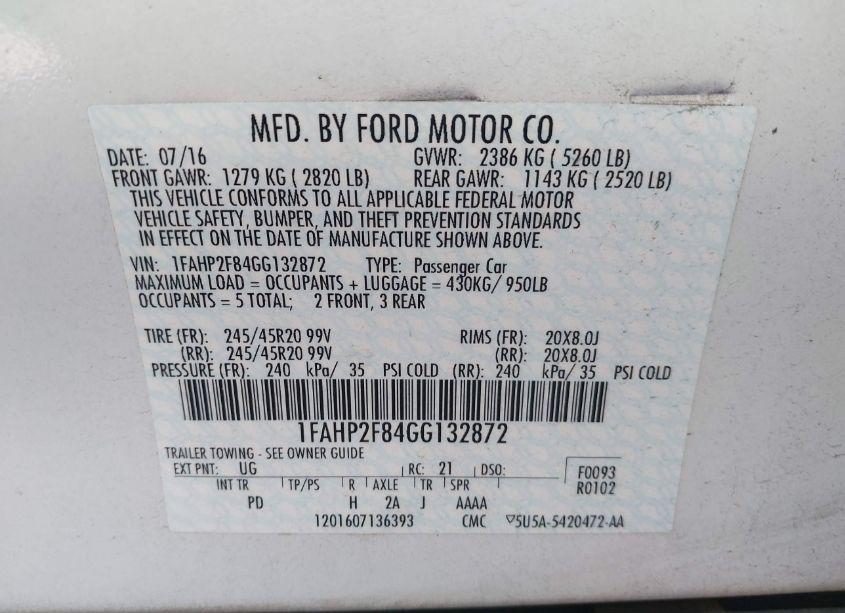 MFD. BY FORD MOTOR CO.
DATE: 07/16 GVWR: 2386 KG ( 5260 LB)
FRONT GAWR: 1279 KG ( 2820 LB) REAR GAWR: 1143 KG ( 2520 LB)
THIS VEHICLE CONFORMS TO ALL APPLICABLE FEDERAL MOTOR
VEHICLE SAFETY, BUMPER, AND THEFT PREVENTION STANDARDS
IN EFFECT ON THE DATE OF MANUFACTURE SHOWN ABOVE.
VIN: 1FAHP2F84GG132872 TYPE: Passenger Car
MAXIMUM LOAD = OCCUPANTS + LUGGAGE = 430KG/ 950LB
OCCUPANTS = 5 TOTAL; 2 FRONT, 3 REAR
TIRE (FR): 245/45R20 99V RIMS (FR): 20X8.0J
(RR): 245/45R20 99V (RR): 20X8.0J
PRESSURE (FR): 240 kPa/ 35 PSI COLD (RR): 240 kPa/ 35 PSI COLD
1FAHP2F84GG132872
TRAILER TOWING - SEE OWNER GUIDE
EXT PNT: UG RC: 21 DSO: F0093
INT TR TP/PS R AXLE TR SPR R0102
PD H 2A J AAAA
1201607136393 CMC ▽5U5A-5420472-AA